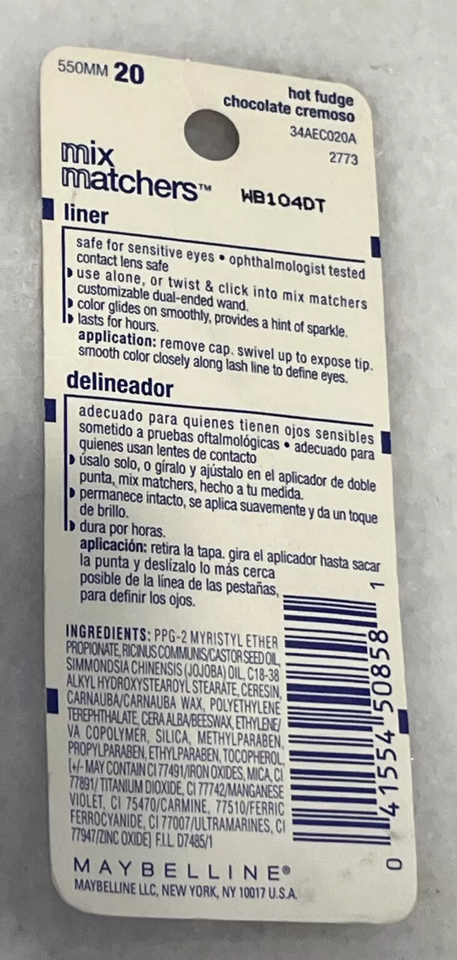 550MM 20
hot fudge
chocolate cremoso
34AEC020A
2773
mix
matchers™
WB104DT
liner
safe for sensitive eyes • ophthalmologist tested
contact lens safe
use alone, or twist & click into mix matchers
customizable dual-ended wand.
color glides on smoothly, provides a hint of sparkle.
lasts for hours.
application: remove cap. swivel up to expose tip.
smooth color closely along lash line to define eyes.
delineador
adecuado para quienes tienen ojos sensibles
sometido a pruebas oftalmológicas • adecuado para
quienes usan lentes de contacto
úsalo solo, o gíralo y ajústalo en el aplicador de doble
punta, mix matchers, hecho a tu medida.
permanece intacto, se aplica suavemente y da un toque
de brillo.
dura por horas.
aplicación: retira la tapa. gira el aplicador hasta sacar
la punta y deslízalo lo más cerca
posible de la línea de las pestañas,
para definir los ojos.
INGREDIENTS: PPG-2 MYRISTYL ETHER
PROPIONATE, RICINUS COMMUNIS/CASTOR SEED OIL,
SIMMONDSIA CHINENSIS (JOJOBA) OIL, C18-38
ALKYL HYDROXYSTEAROYL STEARATE, CERESIN,
CARNAUBA/CARNAUBA WAX, POLYETHYLENE
TEREPHTHALATE, CERA ALBA/BEESWAX, ETHYLENE/
VA COPOLYMER, SILICA, METHYLPARABEN,
PROPYLPARABEN, ETHYLPARABEN, TOCOPHEROL,
[+/- MAY CONTAIN CI 77491/IRON OXIDES, MICA, CI
77891/ TITANIUM DIOXIDE, CI 77742/MANGANESE
VIOLET, CI 75470/CARMINE, 77510/FERRIC
FERROCYANIDE, CI 77007/ULTRAMARINES, CI
77947/ZINC OXIDE] F.I.L. D7485/1
0 41554 50858 1
MAYBELLINE®
MAYBELLINE LLC, NEW YORK, NY 10017 U.S.A.